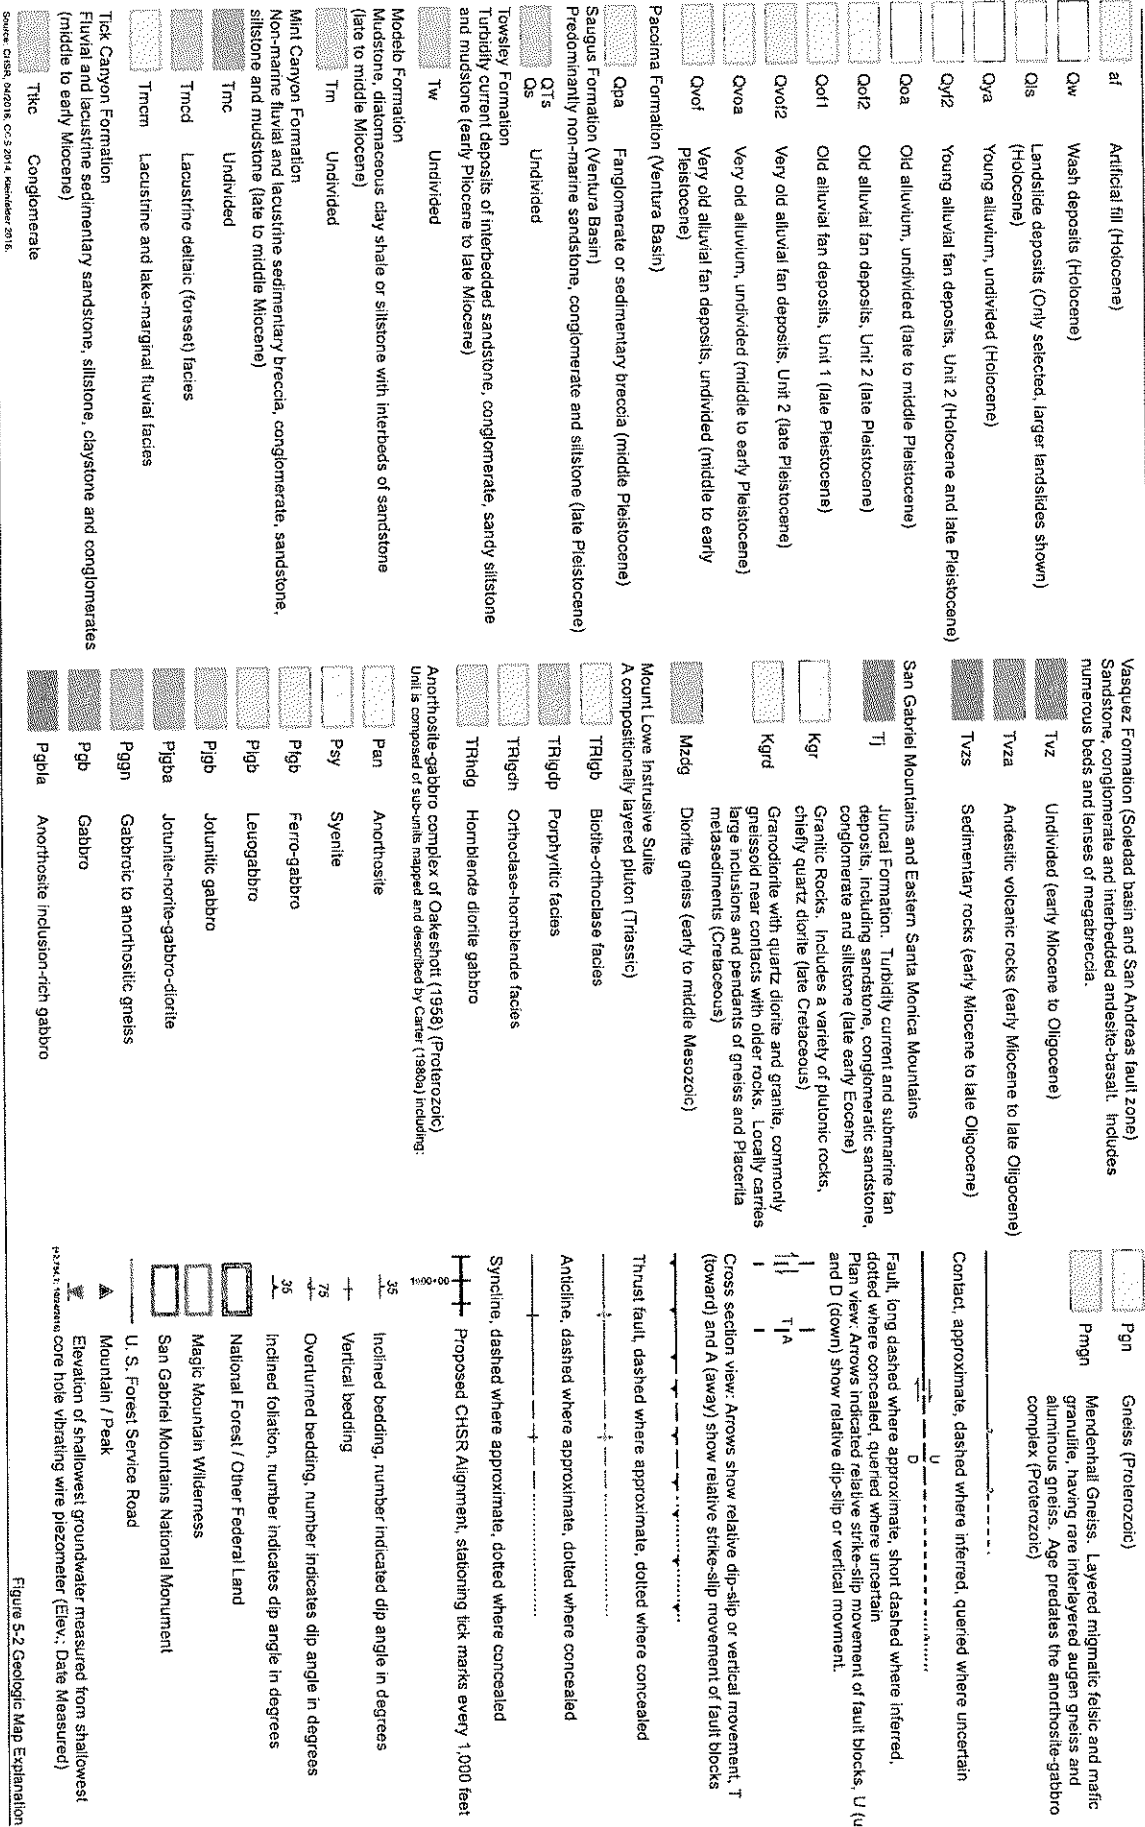 af Artificial fill (Holocene)
Qw Wash deposits (Holocene)
Qls Landslide deposits (Only selected, larger landslides shown)
(Holocene)
Qya Young alluvium, undivided (Holocene)
Qyf2 Young alluvial fan deposits, Unit 2 (Holocene and late Pleistocene)
Qoa Old alluvium, undivided (late to middle Pleistocene)
Qof2 Old alluvial fan deposits, Unit 2 (late Pleistocene)
Qof1 Old alluvial fan deposits, Unit 1 (late Pleistocene)
Qvof2 Very old alluvial fan deposits, Unit 2 (late Pleistocene)
Qvoa Very old alluvium, undivided (middle to early Pleistocene)
Qvof Very old alluvial fan deposits, undivided (middle to early
Pleistocene)
Pacoima Formation (Ventura Basin)
Qpa Fanglomerate or sedimentary breccia (middle Pleistocene)
Saugus Formation (Ventura Basin)
Predominantly non-marine sandstone, conglomerate and siltstone (late Pleistocene)
QTs
Qs Undivided
Towsley Formation
Turbidity current deposits of interbedded sandstone, conglomerate, sandy siltstone
and mudstone (early Pliocene to late Miocene)
Tw Undivided
Modelo Formation
Mudstone, diatomaceous clay shale or siltstone with interbeds of sandstone
(late to middle Miocene)
Tm Undivided
Mint Canyon Formation
Non-marine fluvial and lacustrine sedimentary breccia, conglomerate, sandstone,
siltstone and mudstone (late to middle Miocene)
Tmc Undivided
Tmcd Lacustrine deltaic (foreset) facies
Tmcm Lacustrine and lake-marginal fluvial facies
Tick Canyon Formation
Fluvial and lacustrine sedimentary sandstone, siltstone, claystone and conglomerates
(middle to early Miocene)
Ttkc Conglomerate
Source: CHSR, 04/2016, CGS 2014, Kleinfelder 2016.
Vasquez Formation (Soledad basin and San Andreas fault zone)
Sandstone, conglomerate and interbedded andesite-basalt. Includes
numerous beds and lenses of megabreccia.
Tvz Undivided (early Miocene to Oligocene)
Tvza Andesitic volcanic rocks (early Miocene to late Oligocene)
Tvzs Sedimentary rocks (early Miocene to late Oligocene)
San Gabriel Mountains and Eastern Santa Monica Mountains
Tj Juncal Formation. Turbidity current and submarine fan
deposits, including sandstone, conglomeratic sandstone,
conglomerate and siltstone (late early Eocene)
Kgr Granitic Rocks. Includes a variety of plutonic rocks,
chiefly quartz diorite (late Cretaceous)
Kgrd Granodiorite with quartz diorite and granite, commonly
gneissoid near contacts with older rocks. Locally carries
large inclusions and pendants of gneiss and Placerita
metasediments (Cretaceous)
Mzdg Diorite gneiss (early to middle Mesozoic)
Mount Lowe Instrusive Suite
A compositionally layered pluton (Triassic)
TRlgb Biotite-orthoclase facies
TRlgdp Porphyritic facies
TRlgdh Orthoclase-hornblende facies
TRhdg Hornblende diorite gabbro
Anorthosite-gabbro complex of Oakeshott (1958) (Proterozoic)
Unit is composed of sub-units mapped and described by Carter (1980a) including:
Pan Anorthosite
Psy Syenite
Pfgb Ferro-gabbro
Plgb Leuogabbro
Pjgb Jotunitic gabbro
Pjgba Jotunite-norite-gabbro-diorite
Pggn Gabbroic to anorthositic gneiss
Pgb Gabbro
Pgbla Anorthosite inclusion-rich gabbro
Pgn Gneiss (Proterozoic)
Pmgn Mendenhall Gneiss. Layered migmatic felsic and mafic
granulite, having rare interlayered augen gneiss and
aluminous gneiss. Age predates the anorthosite-gabbro
complex (Proterozoic)
? ?
Contact, approximate, dashed where inferred, queried where uncertain
U
D
Fault, long dashed where approximate, short dashed where inferred,
dotted where concealed, queried where uncertain
Plan view: Arrows indicated relative strike-slip movement of fault blocks, U (u
and D (down) show relative dip-slip or vertical movment.
T A
Cross section view: Arrows show relative dip-slip or vertical movement, T
(toward) and A (away) show relative strike-slip movement of fault blocks
Thrust fault, dashed where approximate, dotted where concealed
Anticline, dashed where approximate, dotted where concealed
Syncline, dashed where approximate, dotted where concealed
Proposed CHSR Alignment, stationing tick marks every 1,000 feet
35 Inclined bedding, number indicated dip angle in degrees
Vertical bedding
75 Overturned bedding, number indicates dip angle in degrees
35 Inclined foliation, number indicates dip angle in degrees
National Forest / Other Federal Land
Magic Mountain Wilderness
San Gabriel Mountains National Monument
U. S. Forest Service Road
Mountain / Peak
Elevation of shallowest groundwater measured from shallowest
core hole vibrating wire piezometer (Elev.; Date Measured)
Figure 5-2 Geologic Map Explanation